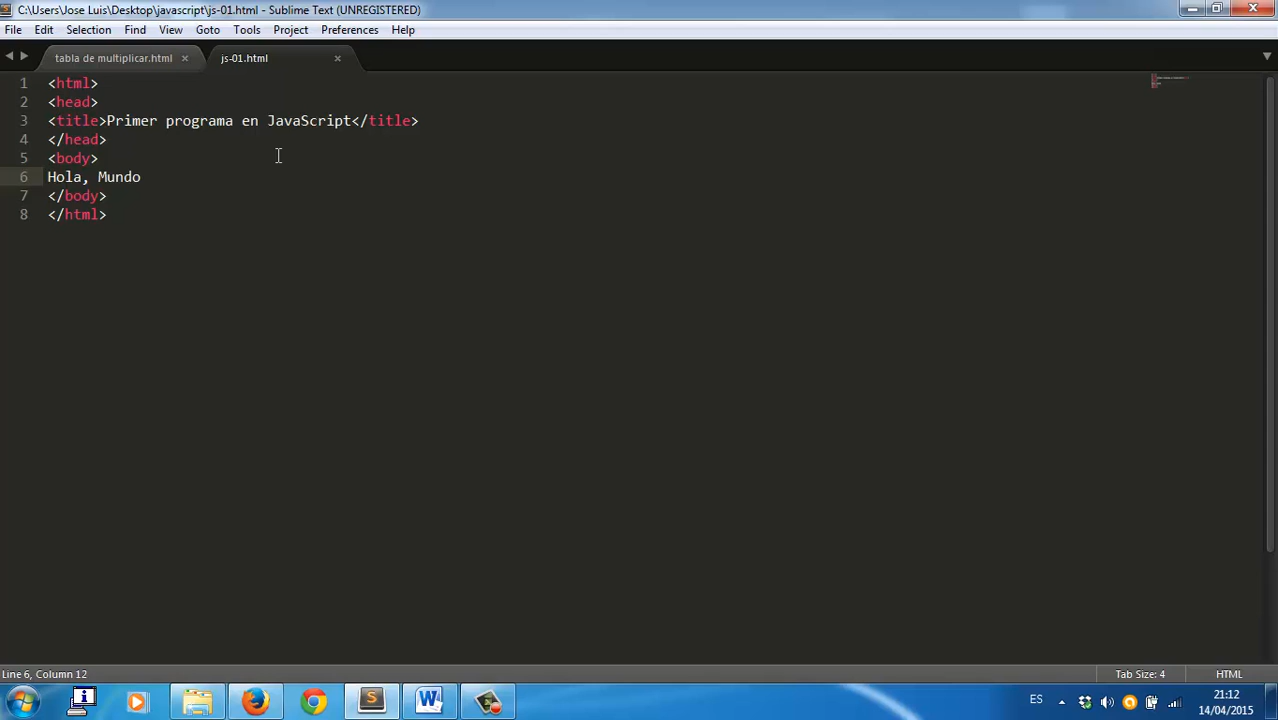 C:\Users\Jose Luis\Desktop\javascript\js-01.html - Sublime Text (UNREGISTERED)
File Edit Selection View Find View Goto Tools Project Preferences Help
tabla de multiplicar.html × js-01.html ×
1 <html>
2 <head>
3 <title>Primer programa en JavaScript</title>
4 </head>
5 <body>
6 Hola, Mundo
7 </body>
8 </html>
Line 6, Column 12 Tab Size: 4 HTML
ES 21:12
14/04/2015